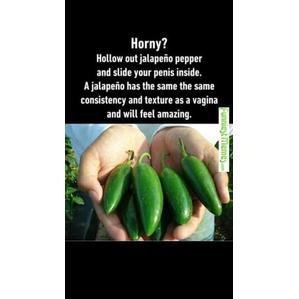 Horny?
Hollow out jalapeño pepper
and slide your penis inside.
A jalapeño has the same the same
consistency and texture as a vagina
and will feel amazing.